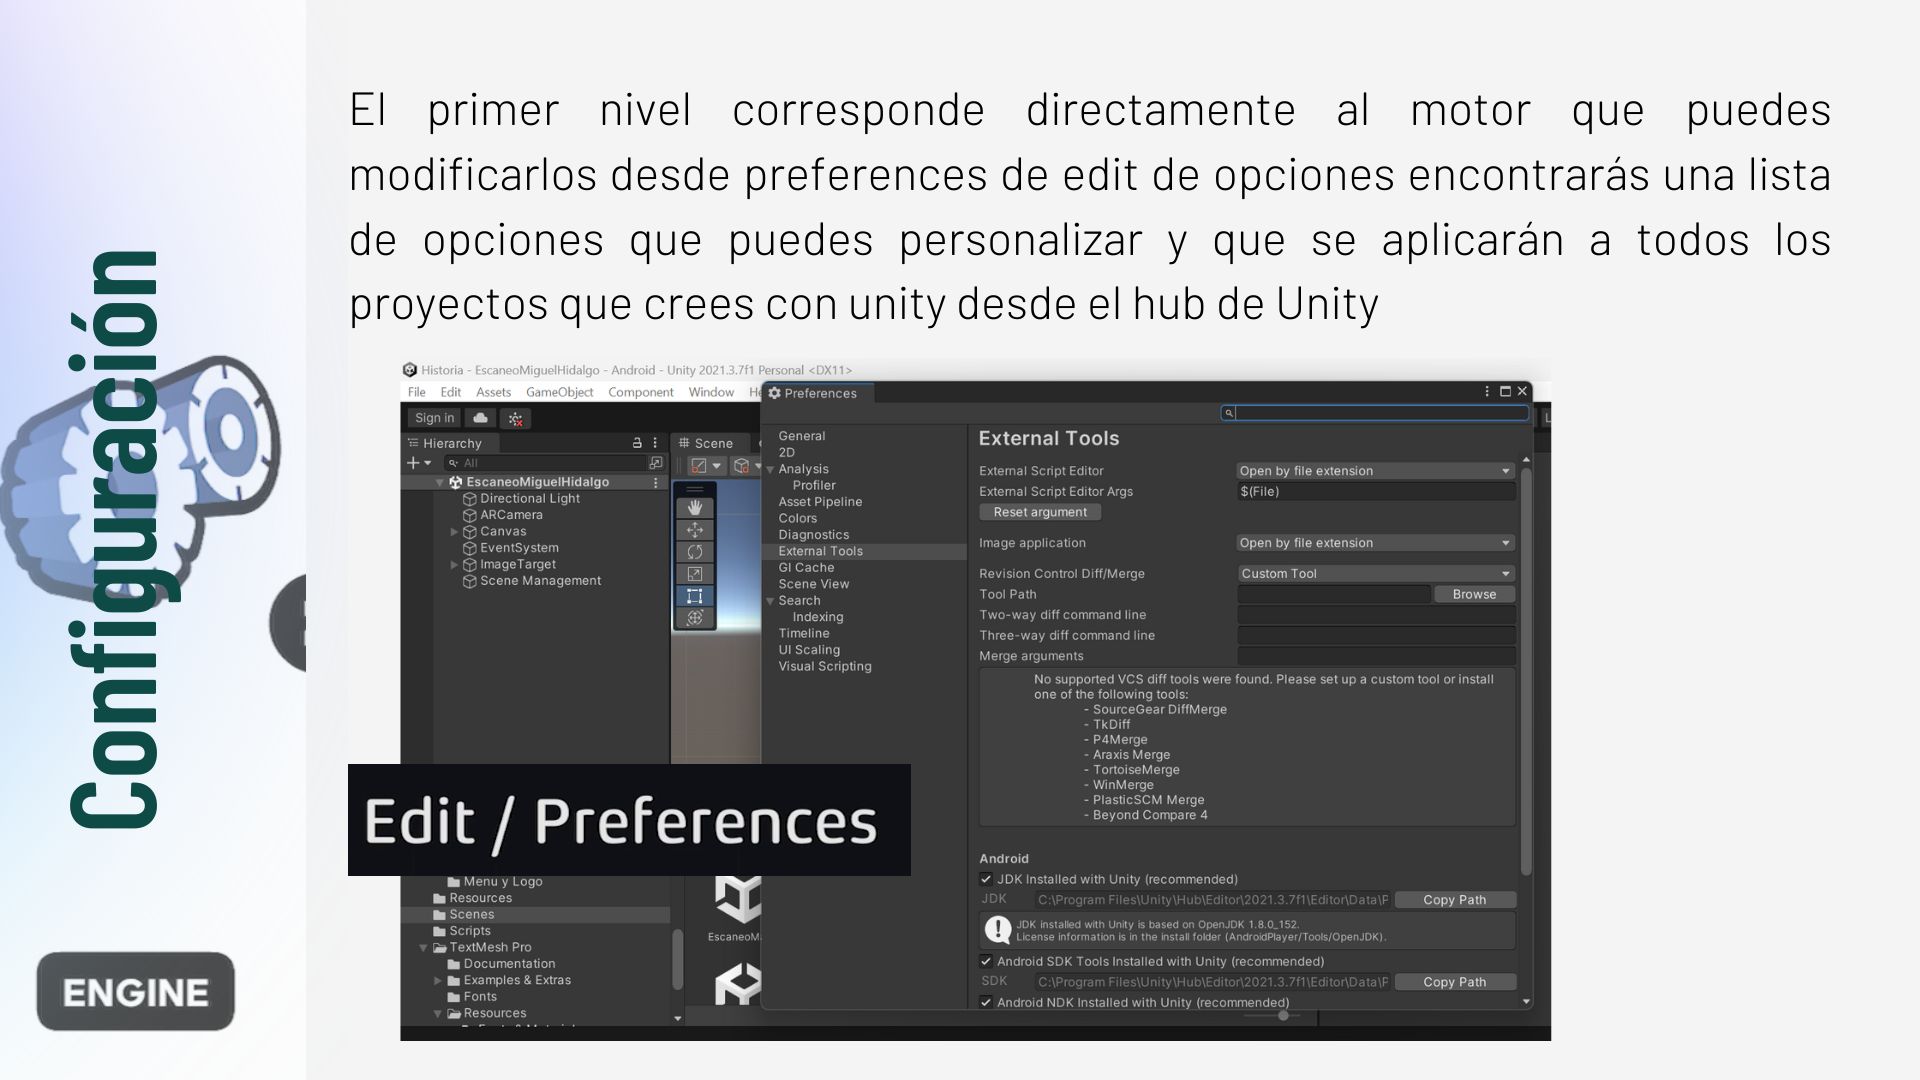 Configuración
ENGINE
El primer nivel corresponde directamente al motor que puedes
modificarlos desde preferences de edit de opciones encontrarás una lista
de opciones que puedes personalizar y que se aplicarán a todos los
proyectos que crees con unity desde el hub de Unity
Historia - EscaneoMiguelHidalgo - Android - Unity 2021.3.7f1 Personal <DX11>
File Edit Assets GameObject Component Window He
Sign in
Hierarchy
All
EscaneoMiguelHidalgo
Directional Light
ARCamera
Canvas
EventSystem
ImageTarget
Scene Management
Scene
Edit / Preferences
Menu y Logo
Resources
Scenes
Scripts
TextMesh Pro
Documentation
Examples & Extras
Fonts
Resources
EscaneoM
Preferences
General
2D
Analysis
Profiler
Asset Pipeline
Colors
Diagnostics
External Tools
GI Cache
Scene View
Search
Indexing
Timeline
UI Scaling
Visual Scripting
External Tools
External Script Editor Open by file extension
External Script Editor Args $(File)
Reset argument
Image application Open by file extension
Revision Control Diff/Merge Custom Tool
Tool Path Browse
Two-way diff command line
Three-way diff command line
Merge arguments
No supported VCS diff tools were found. Please set up a custom tool or install
one of the following tools:
- SourceGear DiffMerge
- TkDiff
- P4Merge
- Araxis Merge
- TortoiseMerge
- WinMerge
- PlasticSCM Merge
- Beyond Compare 4
Android
JDK Installed with Unity (recommended)
JDK C:\Program Files\Unity\Hub\Editor\2021.3.7f1\Editor\Data\P Copy Path
JDK installed with Unity is based on OpenJDK 1.8.0_152.
License information is in the install folder (AndroidPlayer/Tools/OpenJDK).
Android SDK Tools Installed with Unity (recommended)
SDK C:\Program Files\Unity\Hub\Editor\2021.3.7f1\Editor\Data\P Copy Path
Android NDK Installed with Unity (recommended)